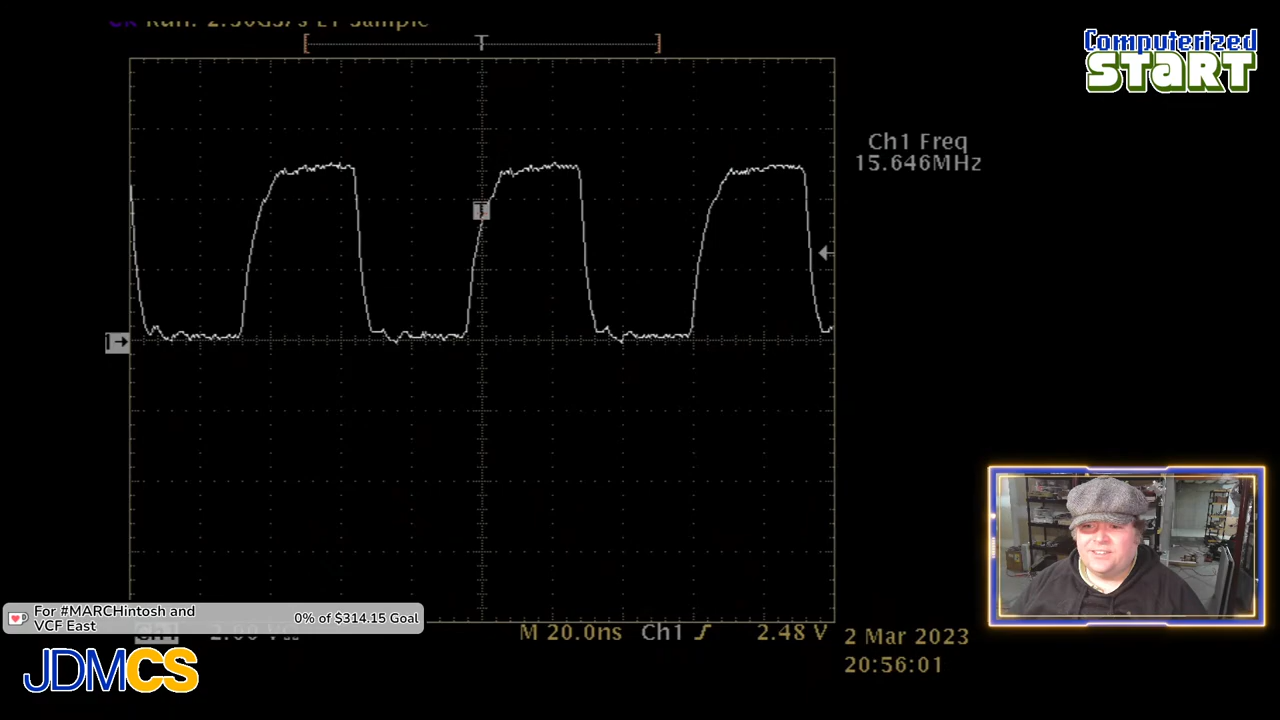 Computerized
START
Ch1 Freq
15.646MHz
T
T
1
For #MARCHintosh and
VCF East
0% of $314.15 Goal
M 20.0ns Ch1 2.48 V
2 Mar 2023
20:56:01
JDMCS